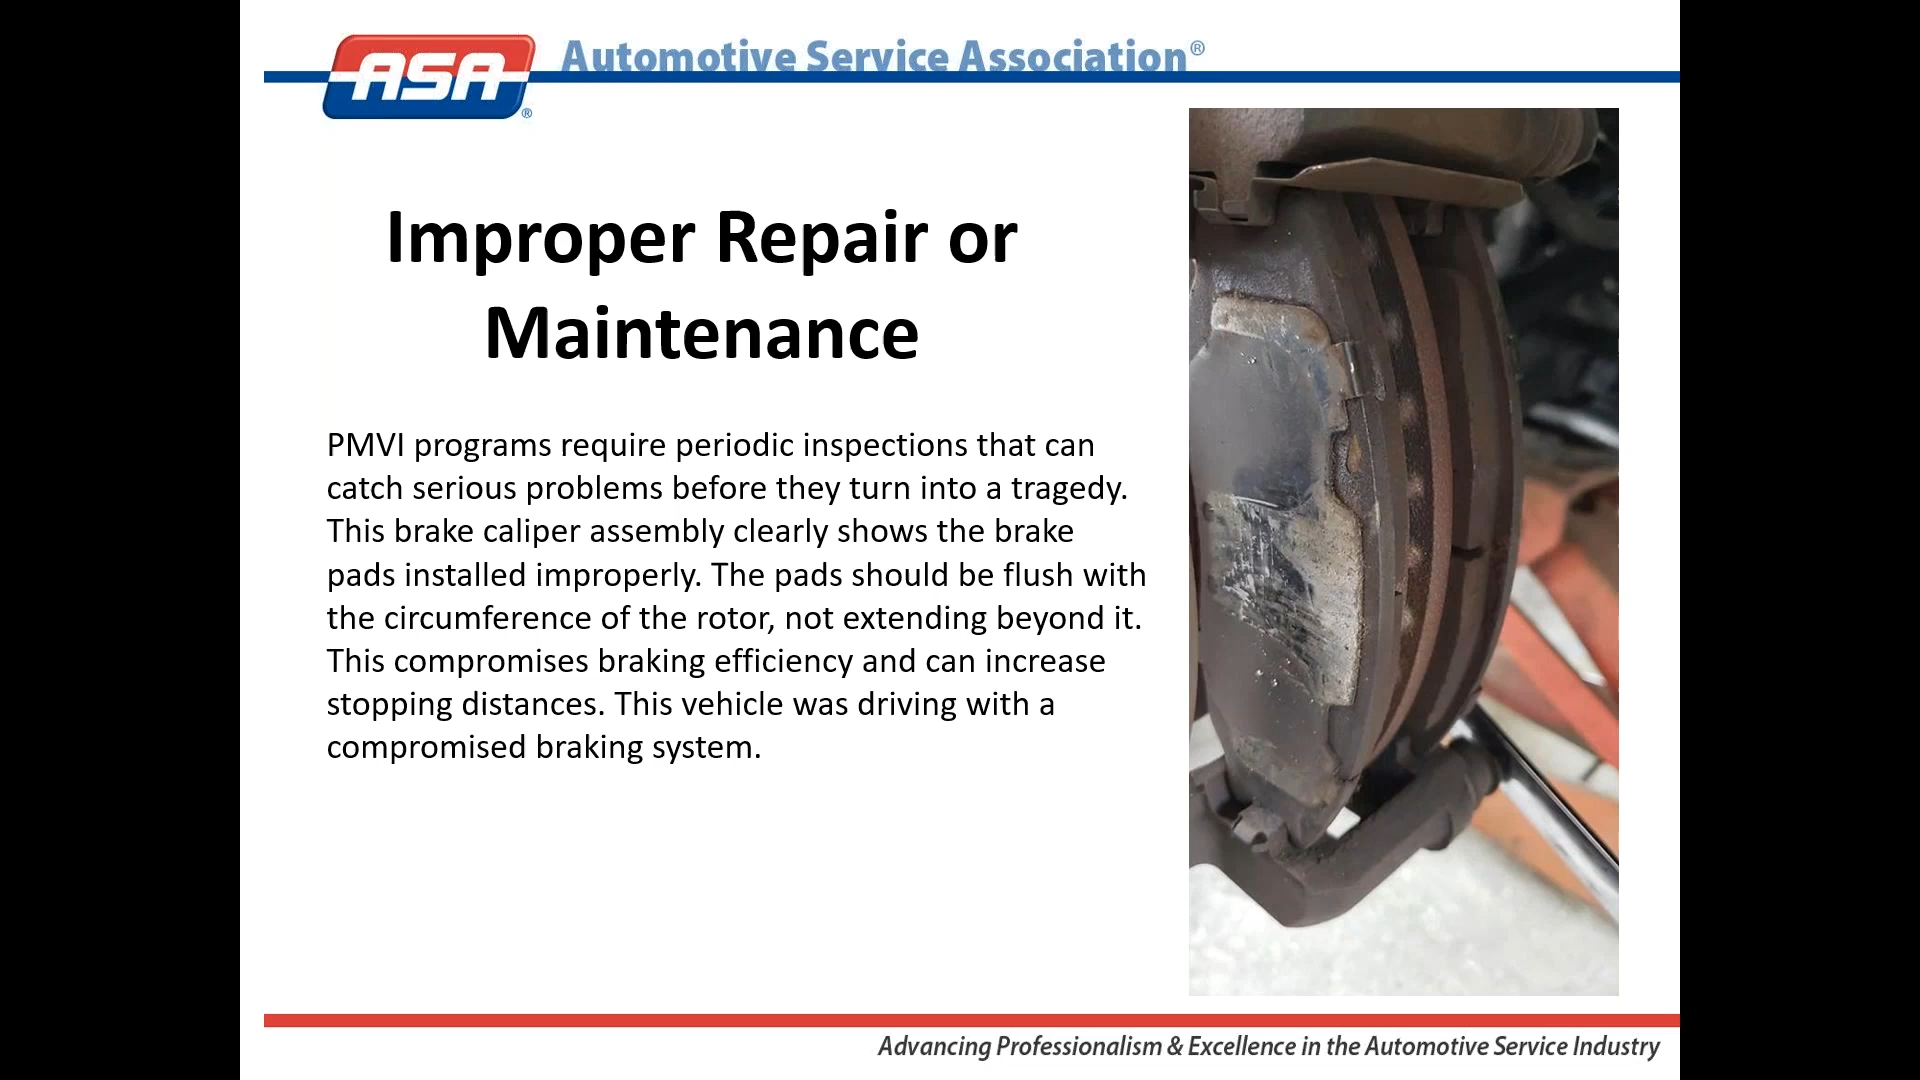 ASA®
Automotive Service Association®
Improper Repair or
Maintenance
PMVI programs require periodic inspections that can
catch serious problems before they turn into a tragedy.
This brake caliper assembly clearly shows the brake
pads installed improperly. The pads should be flush with
the circumference of the rotor, not extending beyond it.
This compromises braking efficiency and can increase
stopping distances. This vehicle was driving with a
compromised braking system.
Advancing Professionalism & Excellence in the Automotive Service Industry